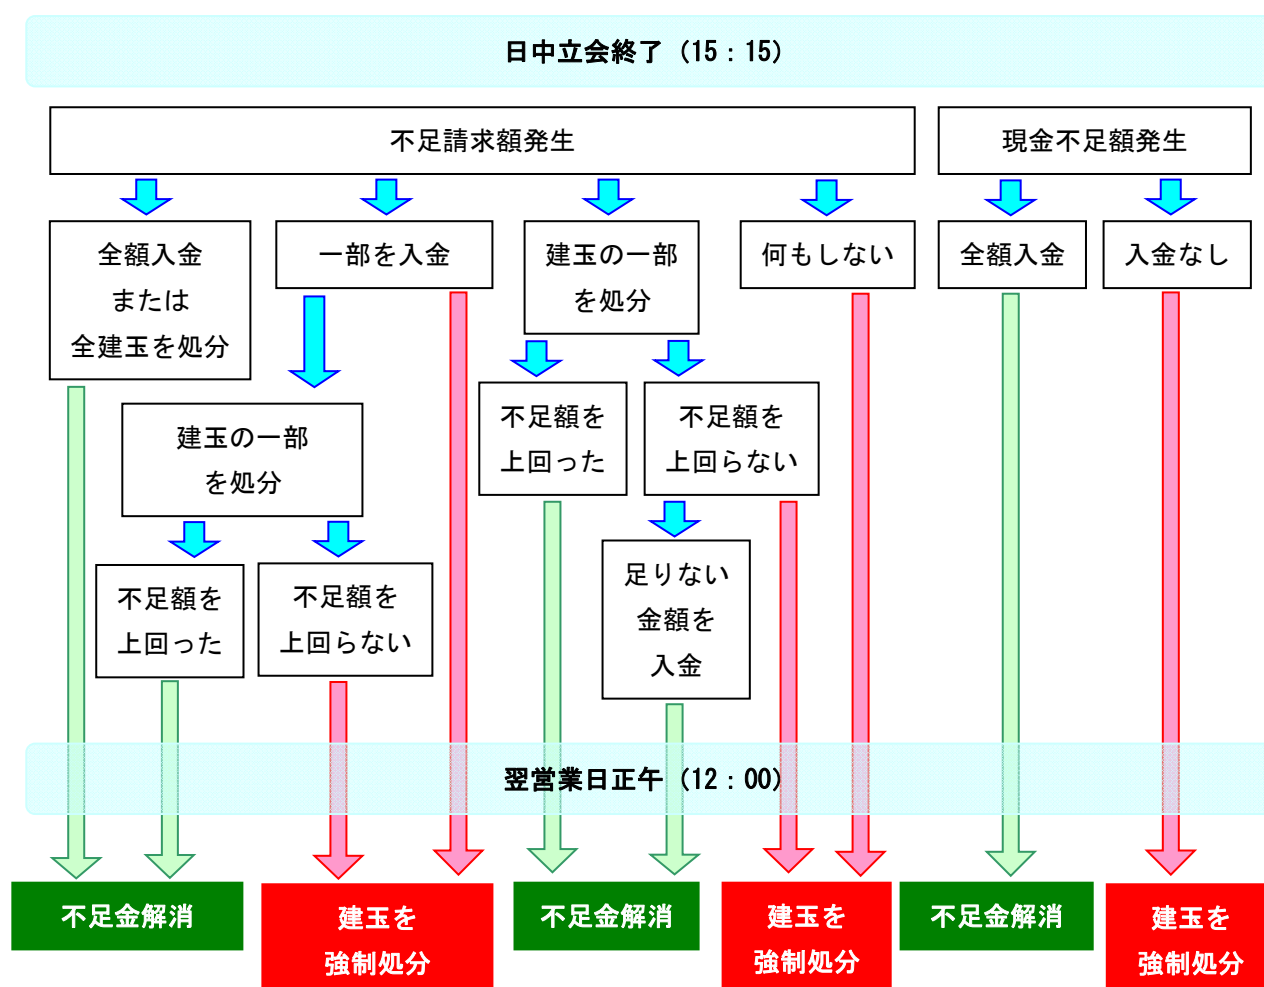 日中立会終了（15：15）
不足請求額発生
現金不足額発生
全額入金
または
全建玉を処分
一部を入金
建玉の一部
を処分
何もしない
全額入金
入金なし
建玉の一部
を処分
不足額を
上回った
不足額を
上回らない
不足額を
上回った
不足額を
上回らない
足りない
金額を
入金
翌営業日正午（12：00）
不足金解消
建玉を
強制処分
不足金解消
建玉を
強制処分
不足金解消
建玉を
強制処分